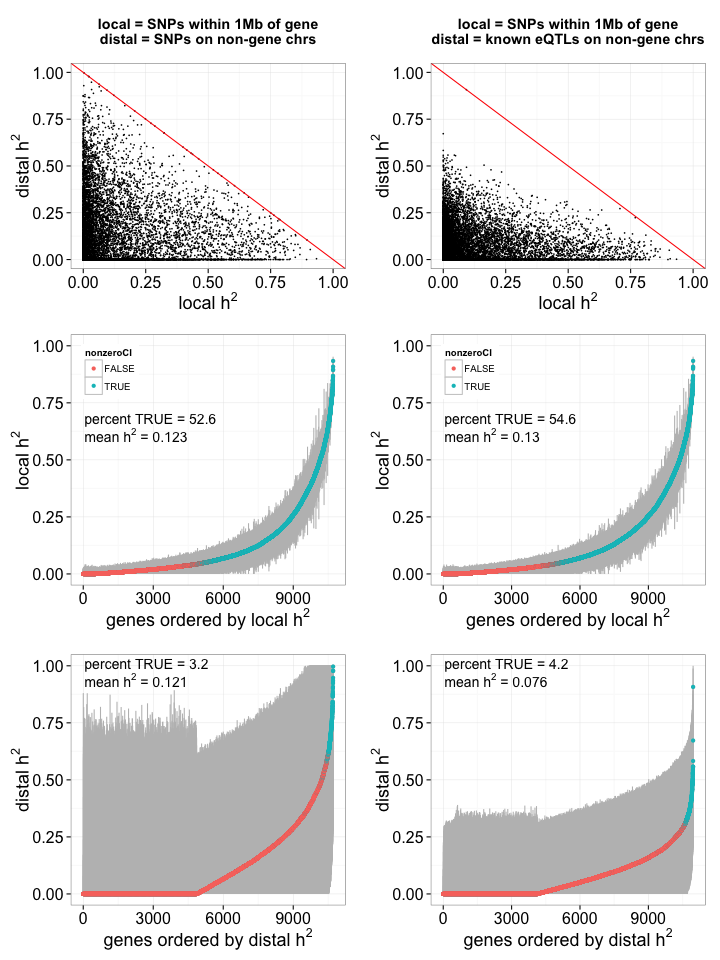 local = SNPs within 1Mb of gene
distal = SNPs on non-gene chrs
1.00
0.75
0.50
0.25
0.00
distal h²
0.00 0.25 0.50 0.75 1.00
local h²
local = SNPs within 1Mb of gene
distal = known eQTLs on non-gene chrs
1.00
0.75
0.50
0.25
0.00
distal h²
0.00 0.25 0.50 0.75 1.00
local h²
1.00
0.75
0.50
0.25
0.00
local h²
nonzeroCI
FALSE
TRUE
percent TRUE = 52.6
mean h² = 0.123
0 3000 6000 9000
genes ordered by local h²
1.00
0.75
0.50
0.25
0.00
local h²
nonzeroCI
FALSE
TRUE
percent TRUE = 54.6
mean h² = 0.13
0 3000 6000 9000
genes ordered by local h²
1.00
0.75
0.50
0.25
0.00
distal h²
percent TRUE = 3.2
mean h² = 0.121
0 3000 6000 9000
genes ordered by distal h²
1.00
0.75
0.50
0.25
0.00
distal h²
percent TRUE = 4.2
mean h² = 0.076
0 3000 6000 9000
genes ordered by distal h²